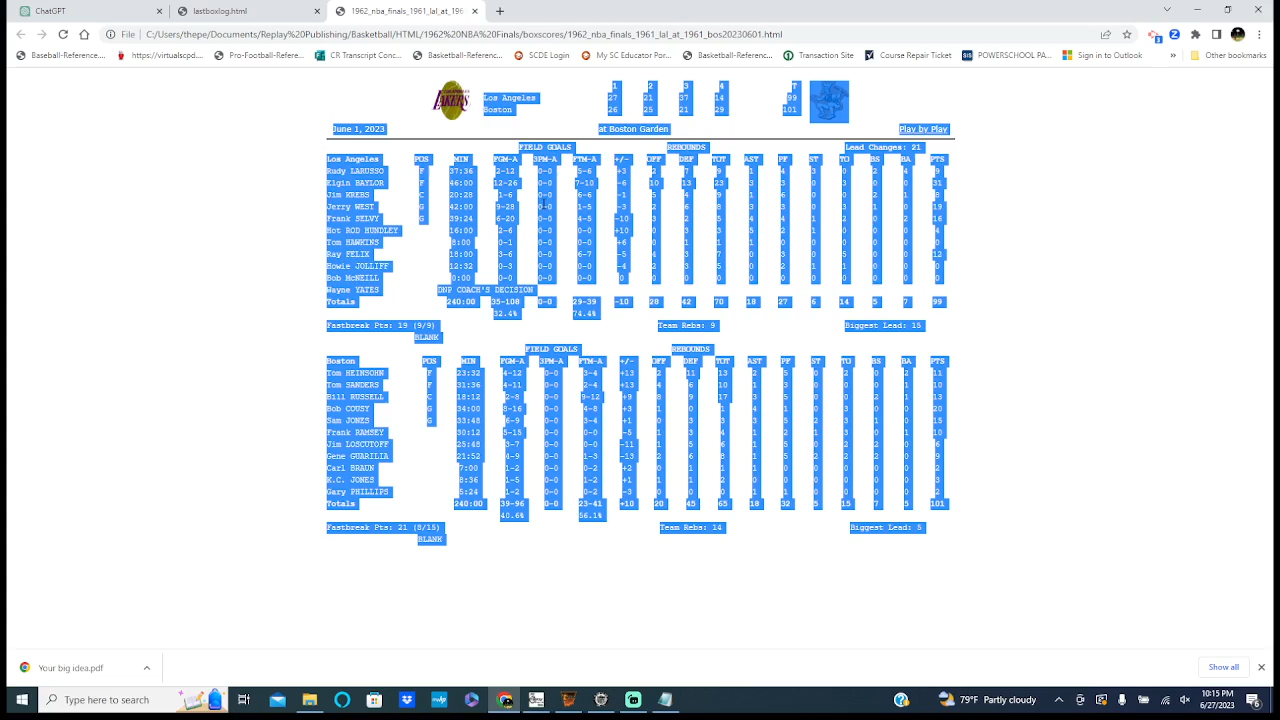 ChatGPT
lastboxlog.html
1962_nba_finals_1961_lal_at_196
File C:/Users/thepe/Documents/Replay Publishing/Basketball/HTML/1962%20NBA%20Finals/boxscores/1962_nba_finals_1961_lal_at_1961_bos20230601.html
Baseball-Reference... https://virtualscpd.... Pro-Football-Refere... CR Transcript Conc... Basketball-Referenc... SCDE Login My SC Educator Por... Basketball-Referenc... Transaction Site Course Repair Ticket SIS POWERSCHOOL PA... Sign in to Outlook » Other bookmarks
1 2 3 4 T
Los Angeles 27 21 37 14 99
Boston 26 25 21 29 101
June 1, 2023 at Boston Garden Play by Play
FIELD GOALS REBOUNDS Lead Changes: 21
Los Angeles POS MIN FGM-A 3PM-A FTM-A +/- OFF DEF TOT AST PF ST TO BS BA PTS
Rudy LARUSSO F 37:36 2-12 0-0 5-6 +3 2 7 9 1 4 3 0 2 4 9
Elgin BAYLOR F 46:00 12-26 0-0 7-10 -6 10 13 23 2 3 0 2 0 1 31
Jim KREBS C 20:28 1-6 0-0 6-6 -1 5 4 9 1 6 0 0 2 1 8
Jerry WEST G 42:00 9-28 0-0 1-5 -3 2 6 8 3 3 0 3 1 0 19
Frank SELVY G 39:24 6-20 0-0 4-5 -10 3 2 5 4 4 1 2 0 0 16
Hot ROD HUNDLEY 16:00 2-6 0-0 0-0 +10 0 3 3 5 2 1 0 0 0 4
Tom HAWKINS 8:00 0-1 0-0 0-0 +6 0 1 1 1 0 0 1 0 0 0
Ray FELIX 18:00 3-6 0-0 6-7 -5 4 3 7 0 3 0 5 0 1 12
Howie JOLLIFF 12:32 0-3 0-0 0-0 -4 2 3 5 0 2 1 1 0 0 0
Bob McNEILL 0:00 0-0 0-0 0-0 0 0 0 0 0 0 0 0 0 0 0
Wayne YATES DNP COACH'S DECISION
Totals 240:00 35-108 0-0 29-39 -10 28 42 70 18 27 6 14 5 7 99
32.4% 74.4%
Fastbreak Pts: 19 (9/9) Team Rebs: 9 Biggest Lead: 15
BLANK
FIELD GOALS REBOUNDS
Boston POS MIN FGM-A 3PM-A FTM-A +/- OFF DEF TOT AST PF ST TO BS BA PTS
Tom HEINSOHN F 23:32 4-12 0-0 3-4 +13 2 11 13 2 5 0 2 0 2 11
Tom SANDERS F 31:36 4-11 0-0 2-4 +13 4 6 10 1 3 0 0 0 1 10
Bill RUSSELL C 18:12 2-8 0-0 9-12 +9 8 9 17 3 5 0 0 2 1 13
Bob COUSY G 34:00 8-16 0-0 4-8 +3 1 0 1 4 1 0 3 0 0 20
Sam JONES G 33:48 6-9 0-0 3-4 +1 0 3 3 3 5 2 3 1 0 15
Frank RAMSEY 30:12 5-15 0-0 0-0 -5 1 3 4 1 5 1 3 0 1 10
Jim LOSCUTOFF 25:48 3-7 0-0 0-0 -11 1 5 6 1 5 0 2 2 0 6
Gene GUARILIA 21:52 4-9 0-0 1-3 -13 2 6 8 1 5 2 2 2 0 9
Carl BRAUN 7:00 1-2 0-0 0-2 +2 0 1 1 1 0 0 0 0 0 2
K.C. JONES 8:36 1-5 0-0 1-2 +1 1 1 2 0 0 0 0 0 0 3
Gary PHILLIPS 5:24 1-2 0-0 0-2 -3 0 0 0 1 1 0 0 0 0 2
Totals 240:00 39-96 0-0 23-41 +10 20 45 65 18 32 5 15 7 5 101
40.6% 56.1%
Fastbreak Pts: 21 (8/15) Team Rebs: 14 Biggest Lead: 5
BLANK
Your big idea.pdf Show all
Type here to search 79°F Partly cloudy 10:15 PM
6/27/2023